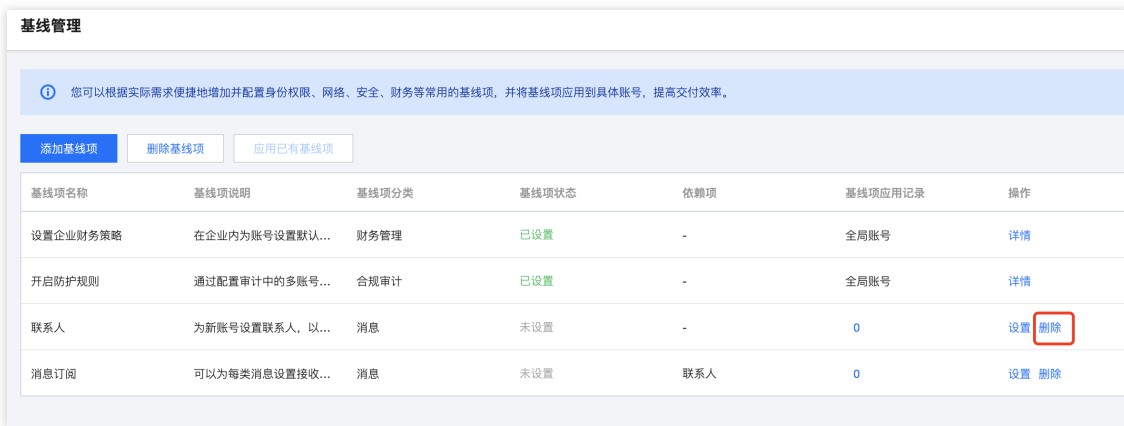 基线管理
您可以根据实际需求便捷地增加并配置身份权限、网络、安全、财务等常用的基线项，并将基线项应用到具体账号，提高交付效率。
添加基线项 删除基线项 应用已有基线项
基线项名称 基线项说明 基线项分类 基线项状态 依赖项 基线项应用记录 操作
设置企业财务策略 在企业内为账号设置默认... 财务管理 已设置 - 全局账号 详情
开启防护规则 通过配置审计中的多账号... 合规审计 已设置 - 全局账号 详情
联系人 为新账号设置联系人，以... 消息 未设置 - 0 设置 删除
消息订阅 可以为每类消息设置接收... 消息 未设置 联系人 0 设置 删除